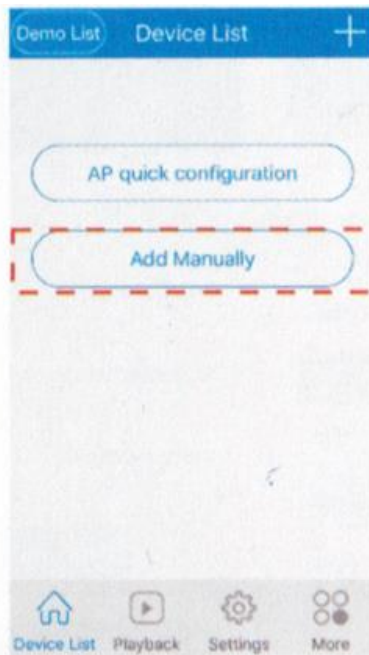 Demo List Device List +
AP quick configuration
Add Manually
Device List Playback Settings More